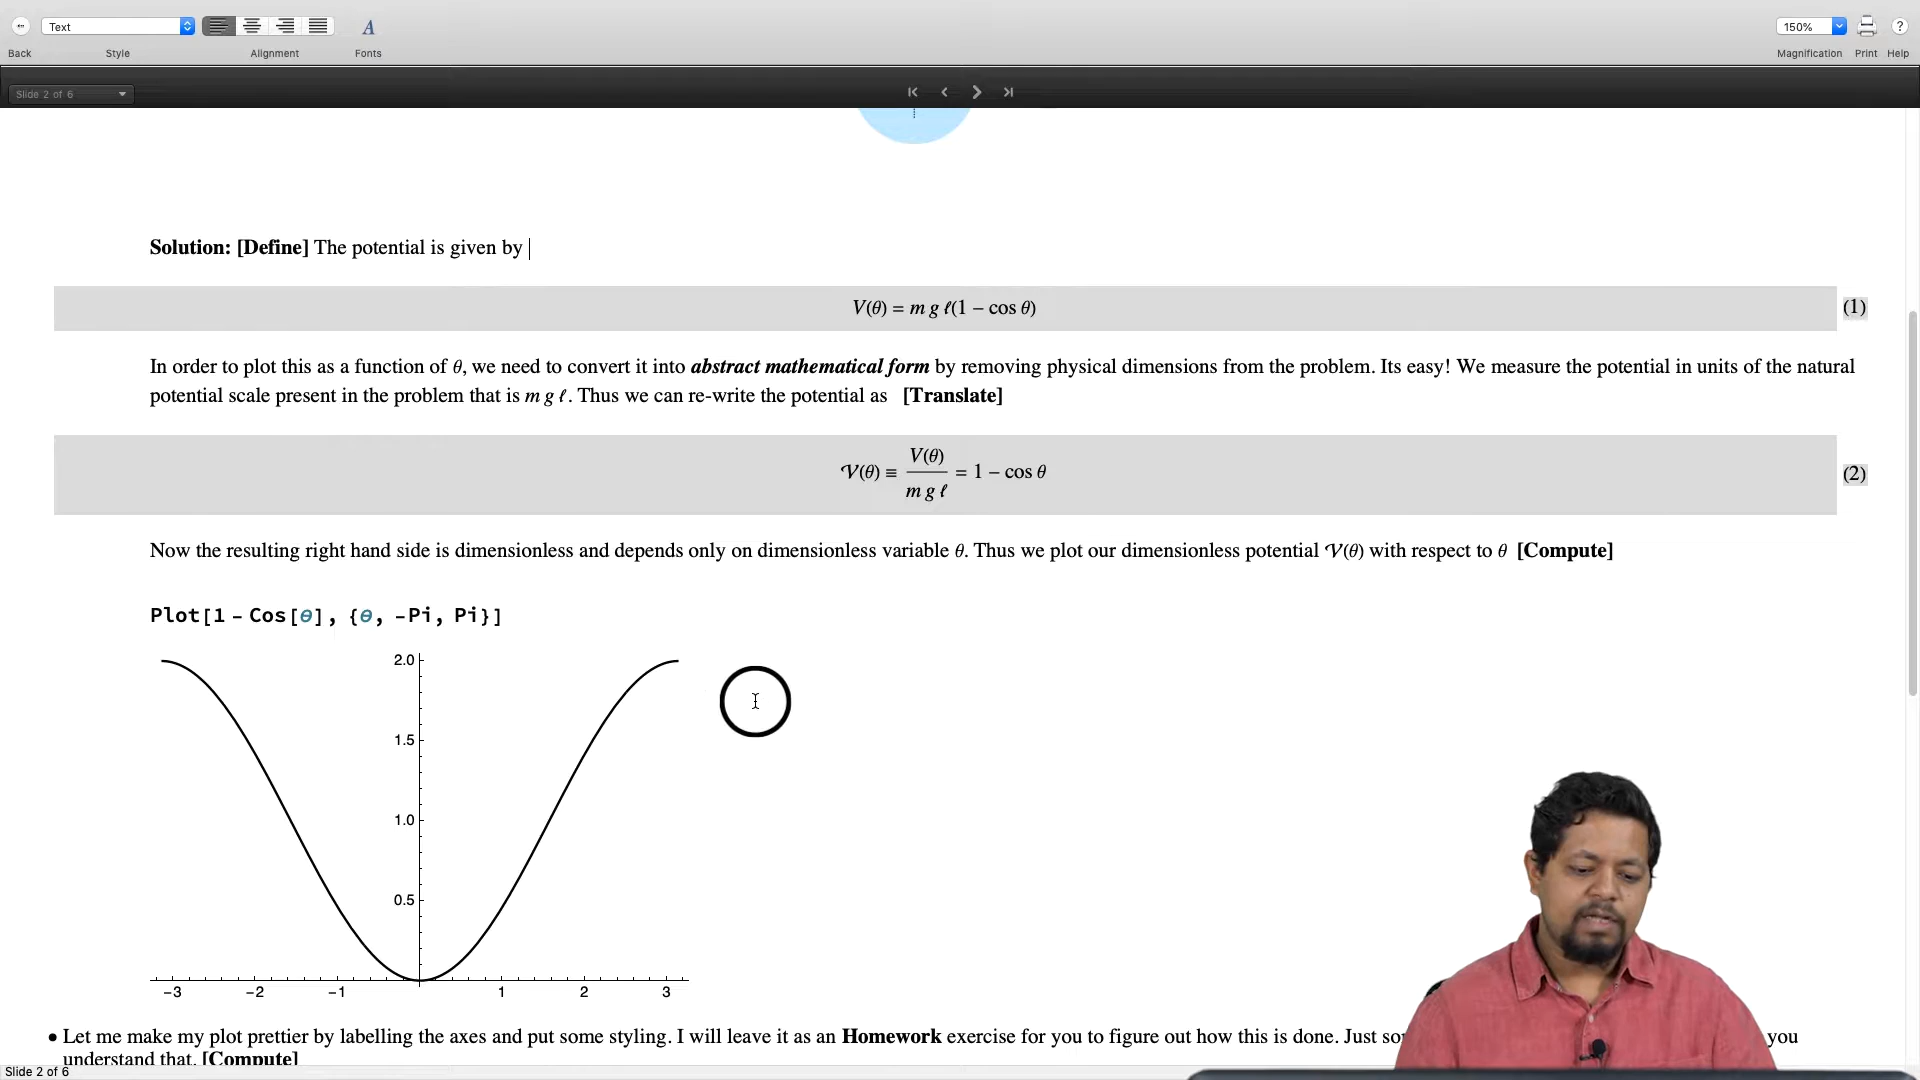 Text
150%
Back
Style
Alignment
Fonts
Magnification
Print
Help
Slide 2 of 6
Solution: [Define] The potential is given by
V(θ) = m g ℓ(1 – cos θ)
(1)
In order to plot this as a function of θ, we need to convert it into abstract mathematical form by removing physical dimensions from the problem. Its easy! We measure the potential in units of the natural
potential scale present in the problem that is m g ℓ. Thus we can re-write the potential as [Translate]
𝒱(θ) ≡ V(θ) / m g ℓ = 1 – cos θ
(2)
Now the resulting right hand side is dimensionless and depends only on dimensionless variable θ. Thus we plot our dimensionless potential 𝒱(θ) with respect to θ [Compute]
Plot[1 – Cos[θ], {θ, –Pi, Pi}]
2.0
1.5
1.0
0.5
–3 –2 –1 1 2 3
• Let me make my plot prettier by labelling the axes and put some styling. I will leave it as an Homework exercise for you to figure out how this is done. Just you
understand that. [Compute]
Slide 2 of 6